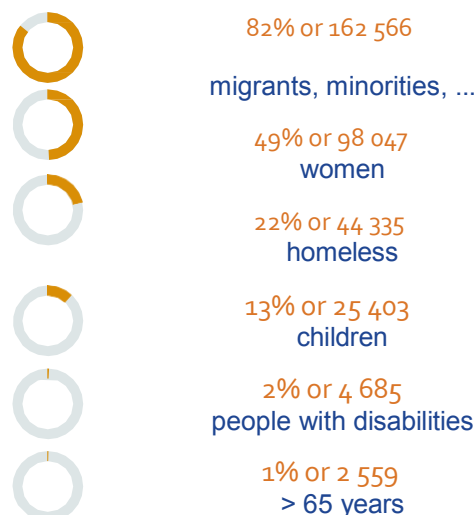 82% or 162 566
migrants, minorities, ...
49% or 98 047
women
22% or 44 335
homeless
13% or 25 403
children
2% or 4 685
people with disabilities
1% or 2 559
> 65 years